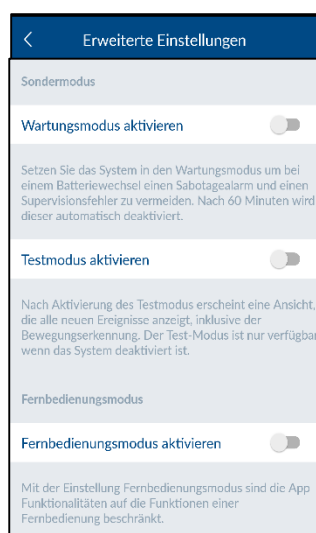 Erweiterte Einstellungen
Sondermodus
Wartungsmodus aktivieren
Setzen Sie das System in den Wartungsmodus um bei
einem Batteriewechsel einen Sabotagealarm und einen
Supervisionsfehler zu vermeiden. Nach 60 Minuten wird
dieser automatisch deaktiviert.
Testmodus aktivieren
Nach Aktivierung des Testmodus erscheint eine Ansicht,
die alle neuen Ereignisse anzeigt, inklusive der
Bewegungserkennung. Der Test-Modus ist nur verfügbar
wenn das System deaktiviert ist.
Fernbedienungsmodus
Fernbedienungsmodus aktivieren
Mit der Einstellung Fernbedienungsmodus sind die App
Funktionalitäten auf die Funktionen einer
Fernbedienung beschränkt.